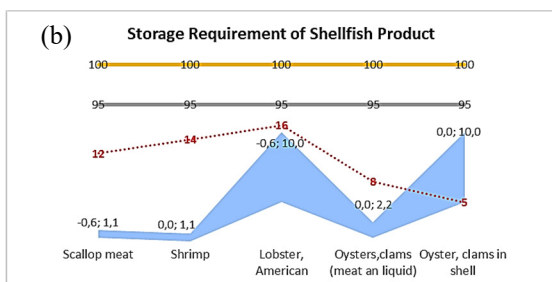 (b)
Storage Requirement of Shellfish Product
100 100 100 100 100
95 95 95 95 95
12 14 16 8 5
-0,6; 1,1 0,0; 1,1 -0,6; 10,0 0,0; 2,2 0,0; 10,0
Scallop meat
Shrimp
Lobster,
American
Oysters,clams
(meat an liquid)
Oyster, clams in
shell